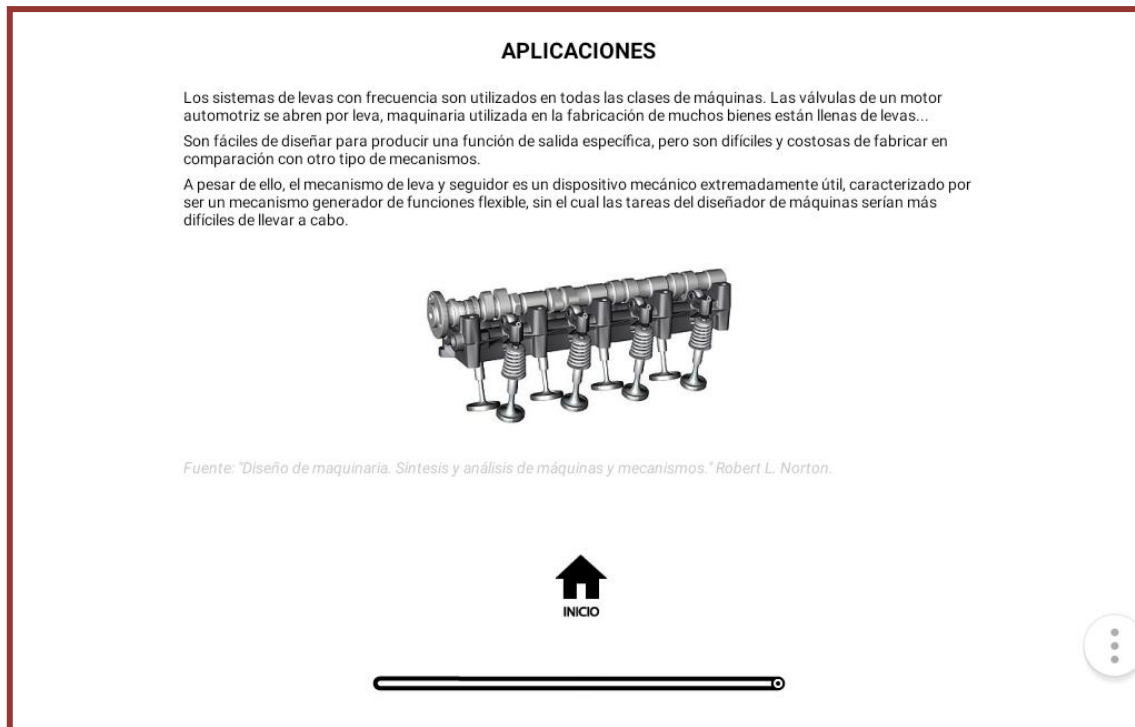 APLICACIONES
Los sistemas de levas con frecuencia son utilizados en todas las clases de máquinas. Las válvulas de un motor
automotriz se abren por leva, maquinaria utilizada en la fabricación de muchos bienes están llenas de levas...
Son fáciles de diseñar para producir una función de salida específica, pero son difíciles y costosas de fabricar en
comparación con otro tipo de mecanismos.
A pesar de ello, el mecanismo de leva y seguidor es un dispositivo mecánico extremadamente útil, caracterizado por
ser un mecanismo generador de funciones flexible, sin el cual las tareas del diseñador de máquinas serían más
difíciles de llevar a cabo.
Fuente: "Diseño de maquinaria. Síntesis y análisis de máquinas y mecanismos." Robert L. Norton.
INICIO